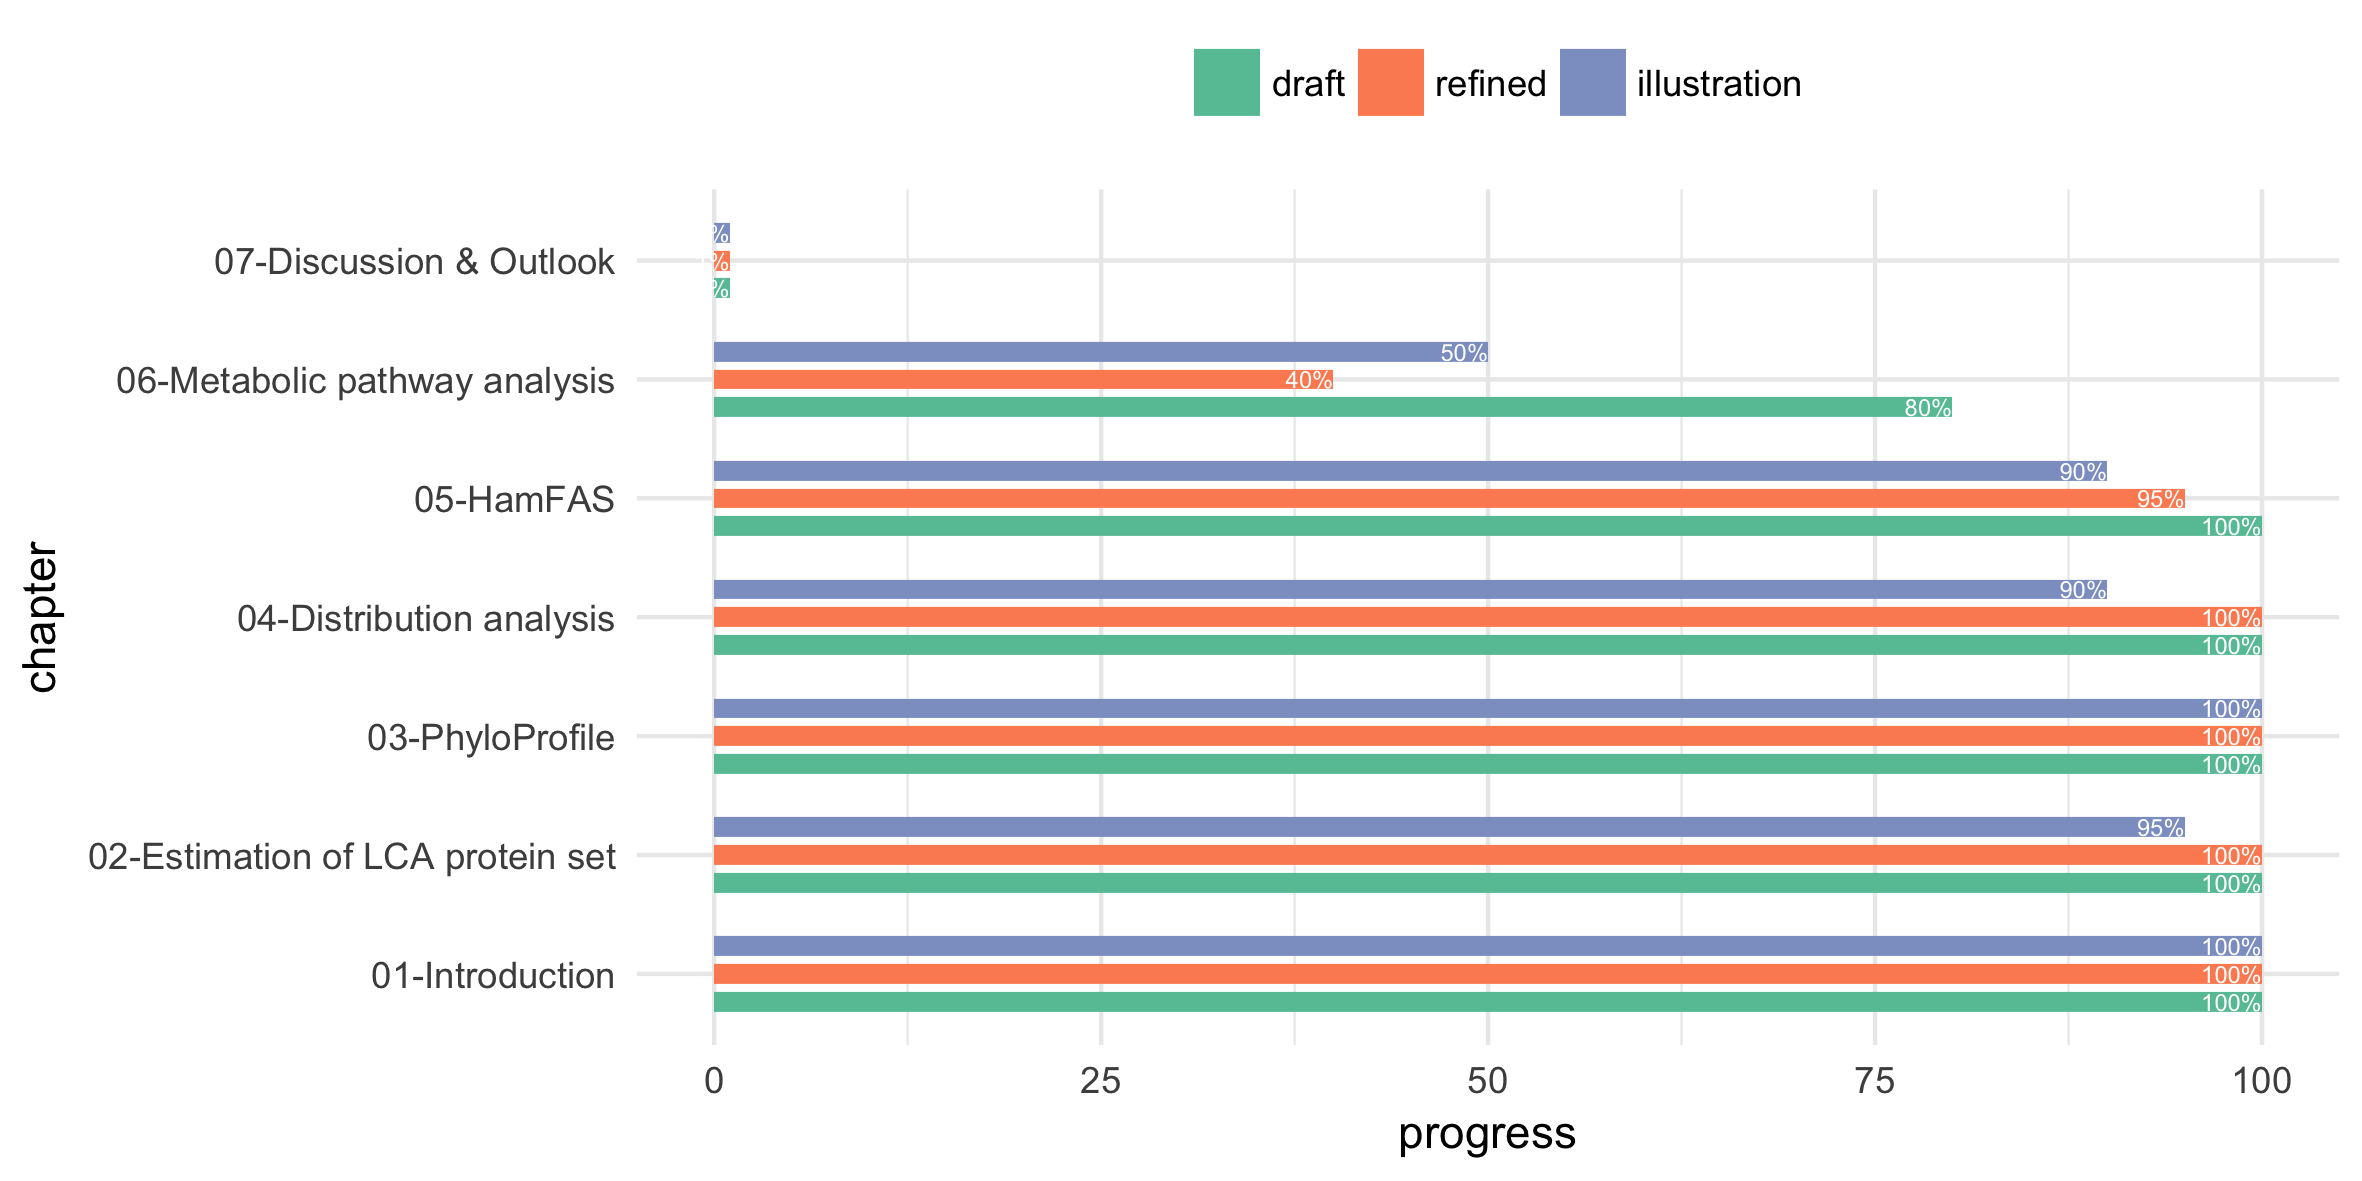 draft refined illustration
07-Discussion & Outlook
%
%
%
06-Metabolic pathway analysis
50%
40%
80%
05-HamFAS
90%
95%
100%
04-Distribution analysis
90%
100%
100%
03-PhyloProfile
100%
100%
100%
02-Estimation of LCA protein set
95%
100%
100%
01-Introduction
100%
100%
100%
0 25 50 75 100
progress
chapter